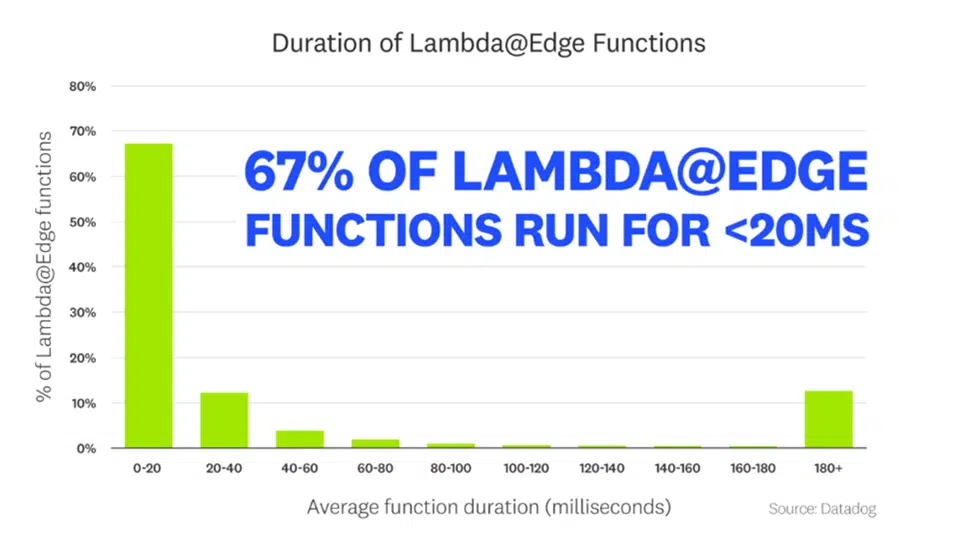 Duration of Lambda@Edge Functions
80%
70%
60%
50%
40%
30%
20%
10%
0%
% of Lambda@Edge functions
67% OF LAMBDA@EDGE
FUNCTIONS RUN FOR <20MS
0-20 20-40 40-60 60-80 80-100 100-120 120-140 140-160 160-180 180+
Average function duration (milliseconds)
Source: Datadog